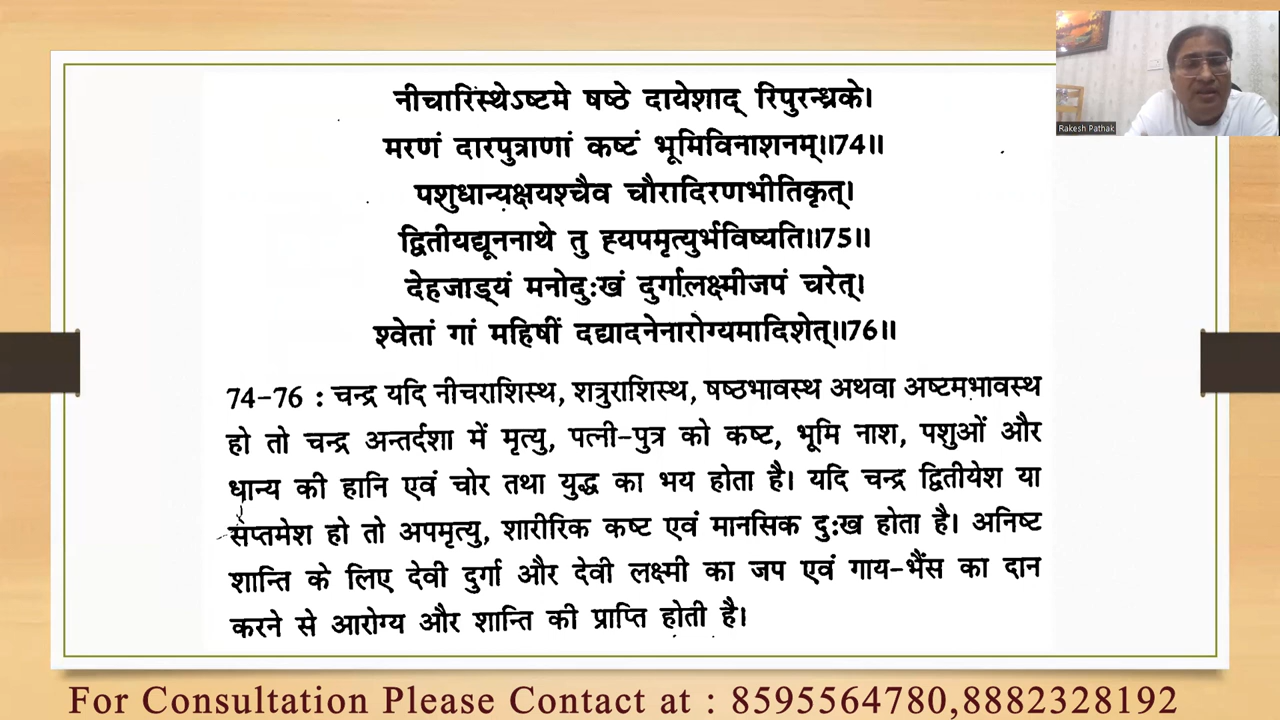 नीचारिस्थेऽष्टमे षष्ठे दायेशाद् रिपुरन्ध्रके।
मरणं दारपुत्राणां कष्टं भूमिविनाशनम्॥74॥
पशुधान्यक्षयश्चैव चौरादिरणभीतिकृत्।
द्वितीयद्यूननाथे तु ह्यपमृत्युर्भविष्यति॥75॥
देहजाड्यं मनोदुःखं दुर्गालक्ष्मीजपं चरेत्।
श्वेतां गां महिषीं दद्यादनेनारोग्यमादिशेत्॥76॥
74-76 : चन्द्र यदि नीचराशिस्थ, शत्रुराशिस्थ, षष्ठभावस्थ अथवा अष्टमभावस्थ
हो तो चन्द्र अन्तर्दशा में मृत्यु, पत्नी-पुत्र को कष्ट, भूमि नाश, पशुओं और
धान्य की हानि एवं चोर तथा युद्ध का भय होता है। यदि चन्द्र द्वितीयेश या
सप्तमेश हो तो अपमृत्यु, शारीरिक कष्ट एवं मानसिक दुःख होता है। अनिष्ट
शान्ति के लिए देवी दुर्गा और देवी लक्ष्मी का जप एवं गाय-भैंस का दान
करने से आरोग्य और शान्ति की प्राप्ति होती है।
Rakesh Pathak
For Consultation Please Contact at : 8595564780,8882328192